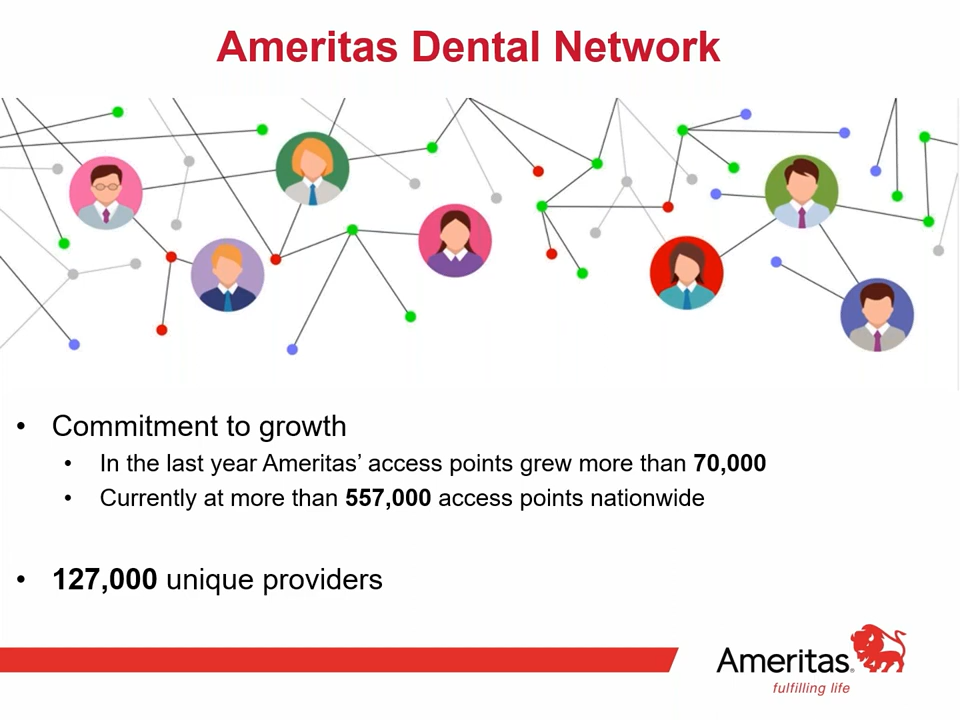 Ameritas Dental Network
• Commitment to growth
• In the last year Ameritas’ access points grew more than 70,000
• Currently at more than 557,000 access points nationwide
• 127,000 unique providers
Ameritas®
fulfilling life